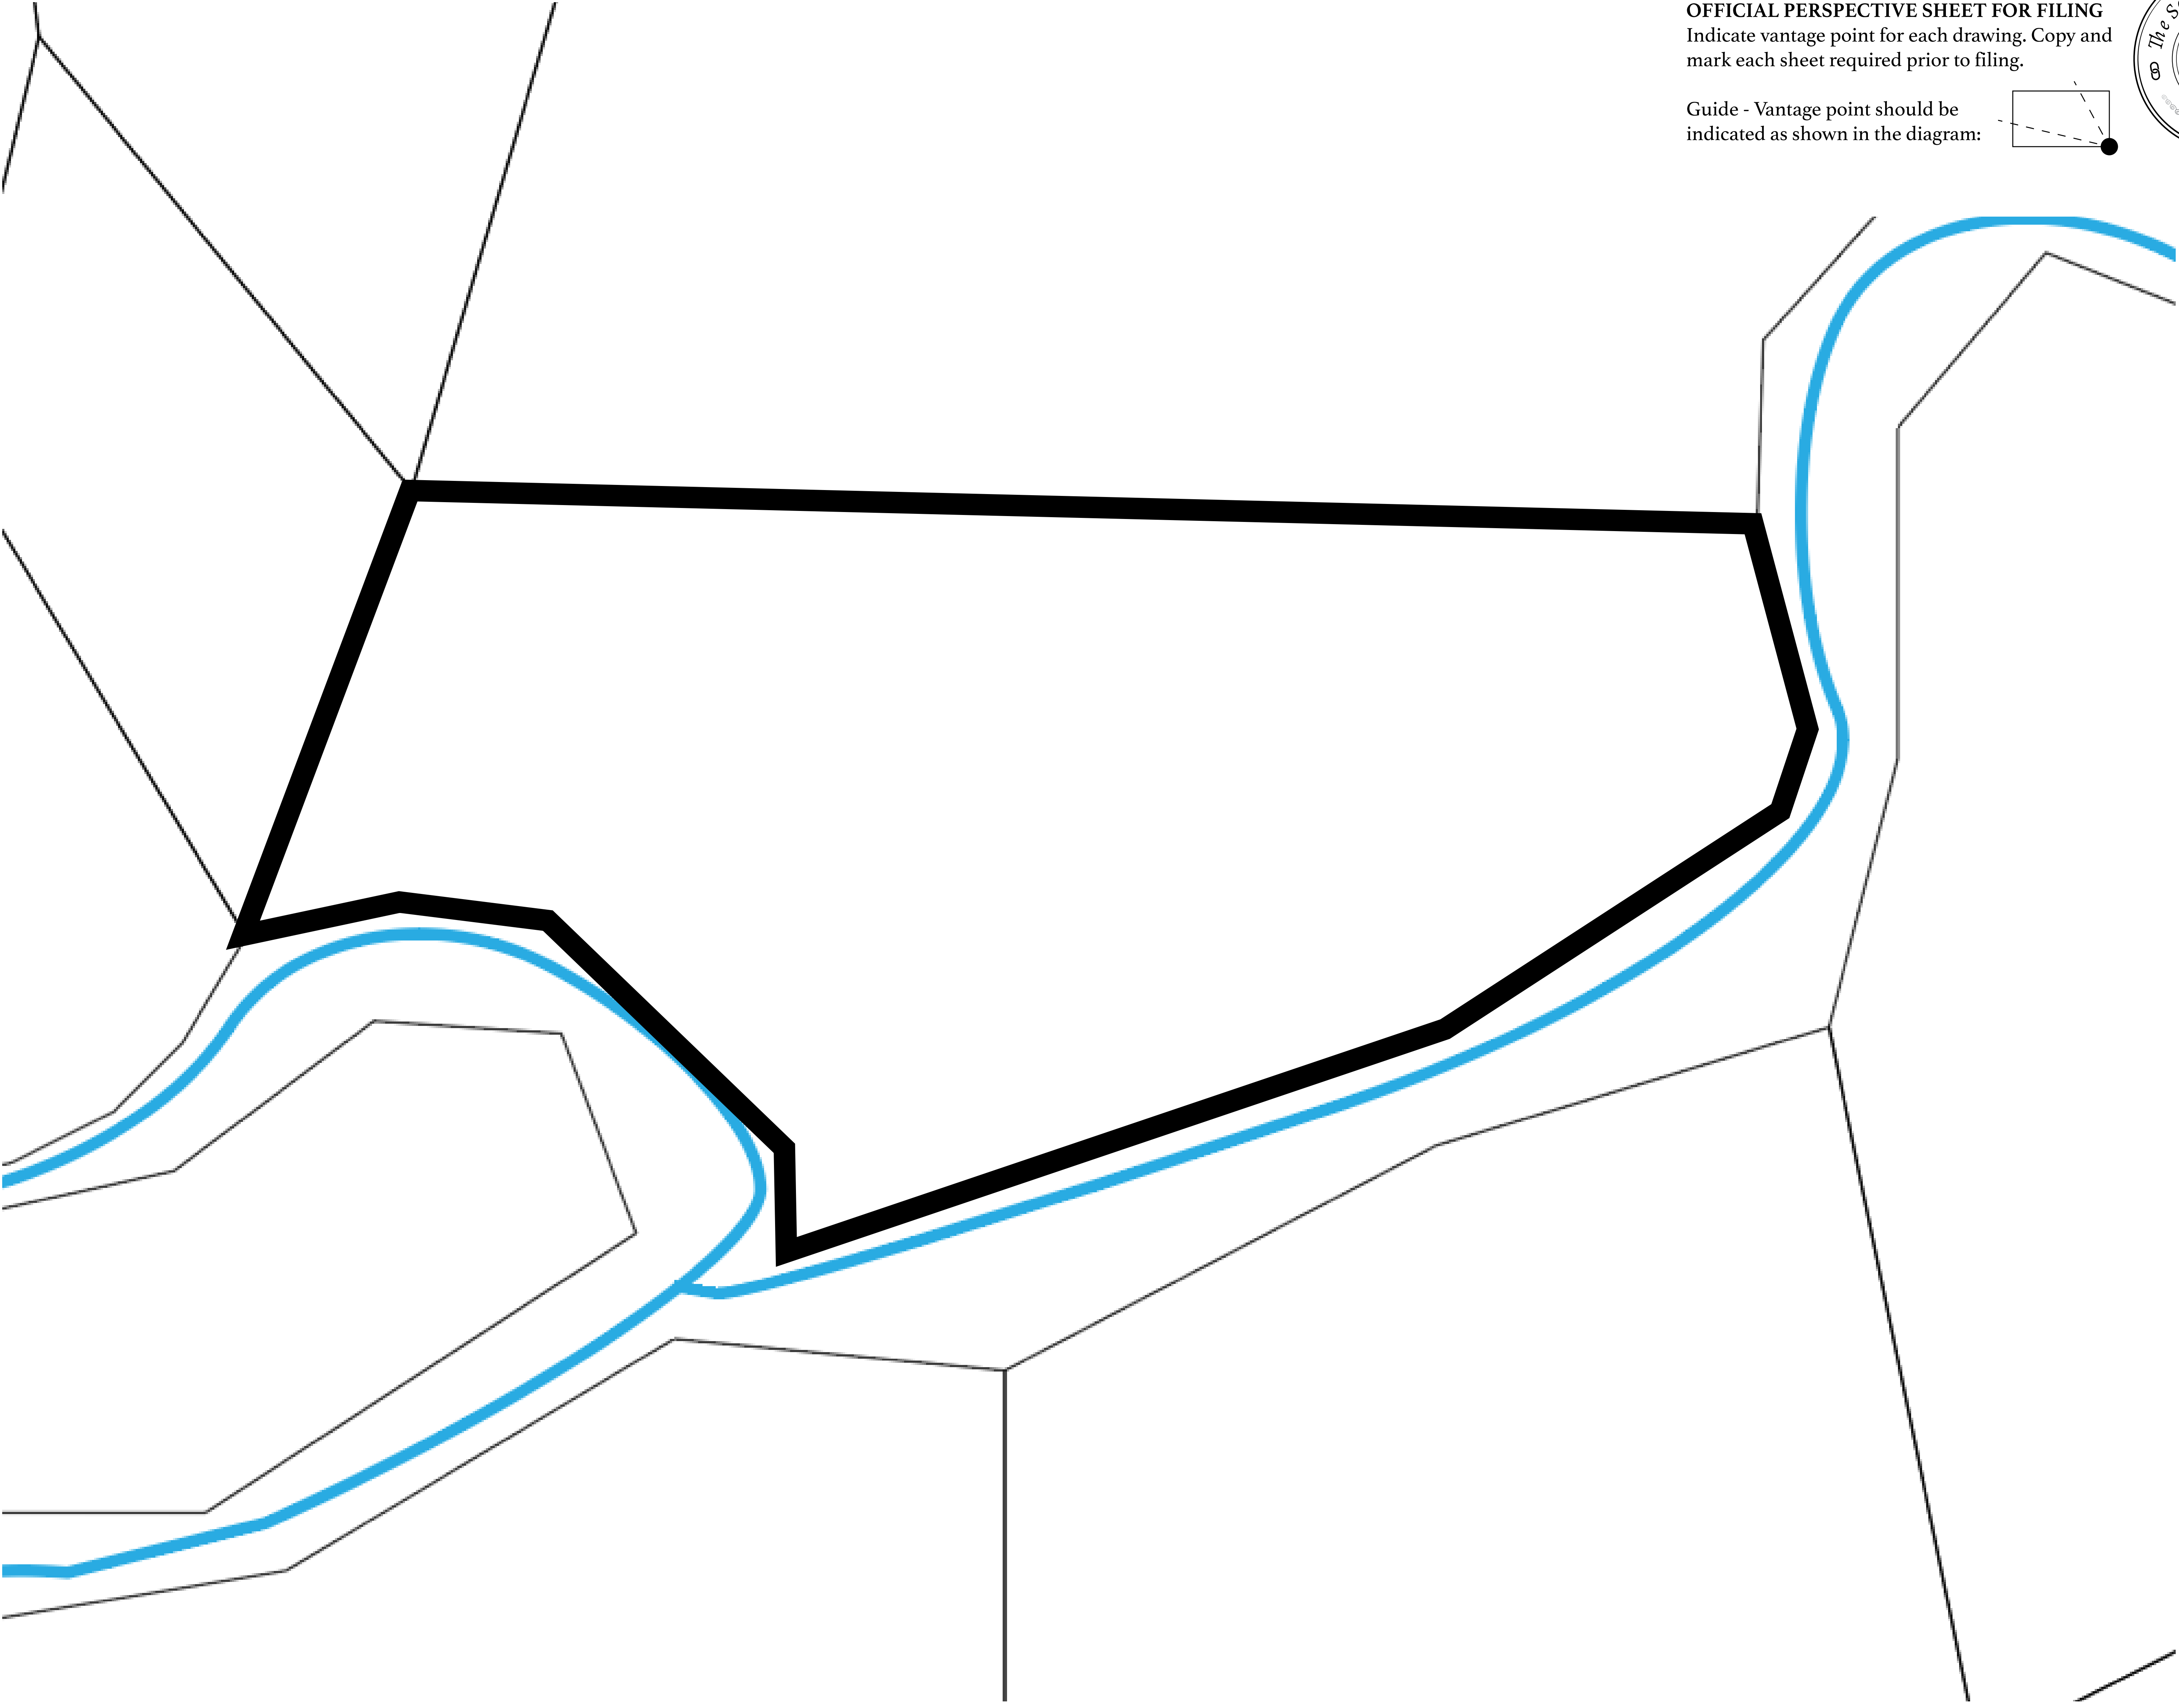 OFFICIAL PERSPECTIVE SHEET FOR FILING
Indicate vantage point for each drawing. Copy and
mark each sheet required prior to filing.
Guide - Vantage point should be
indicated as shown in the diagram:
The